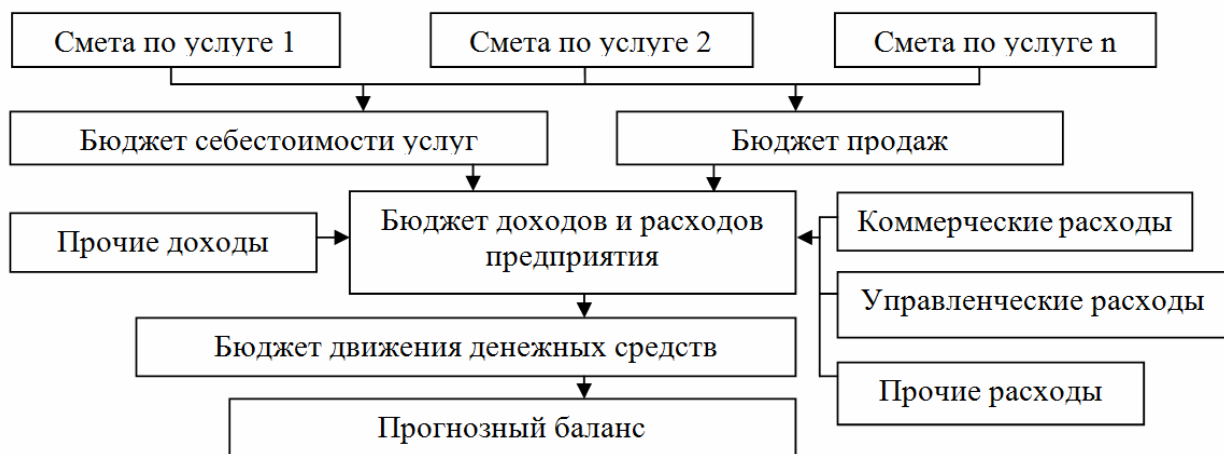 Смета по услуге 1
Смета по услуге 2
Смета по услуге n
Бюджет себестоимости услуг
Бюджет продаж
Прочие доходы
Бюджет доходов и расходов
предприятия
Коммерческие расходы
Управленческие расходы
Прочие расходы
Бюджет движения денежных средств
Прогнозный баланс